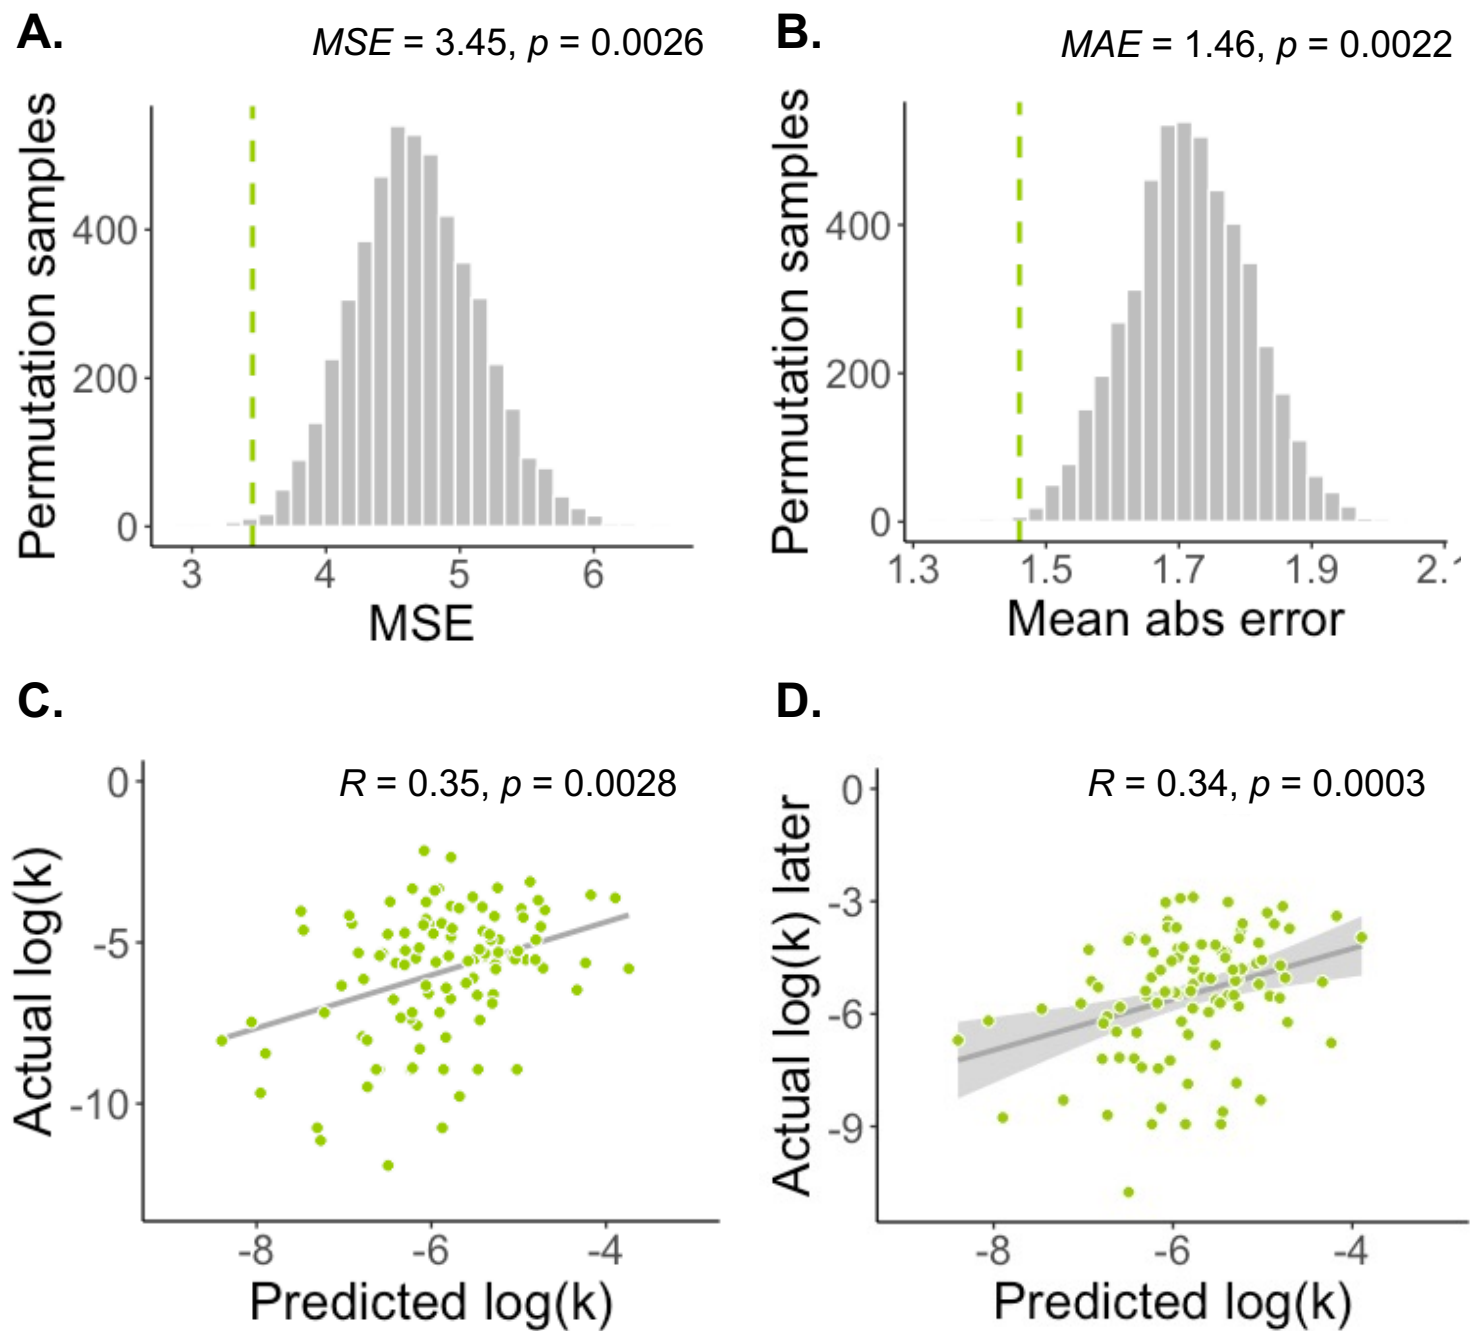 A.
MSE = 3.45, p = 0.0026
Permutation samples
400
200
0
3 4 5 6
MSE
B.
MAE = 1.46, p = 0.0022
Permutation samples
400
200
0
1.3 1.5 1.7 1.9 2.
Mean abs error
C.
R = 0.35, p = 0.0028
Actual log(k)
0
-5
-10
-8 -6 -4
Predicted log(k)
D.
R = 0.34, p = 0.0003
Actual log(k) later
0
-3
-6
-9
-8 -6 -4
Predicted log(k)